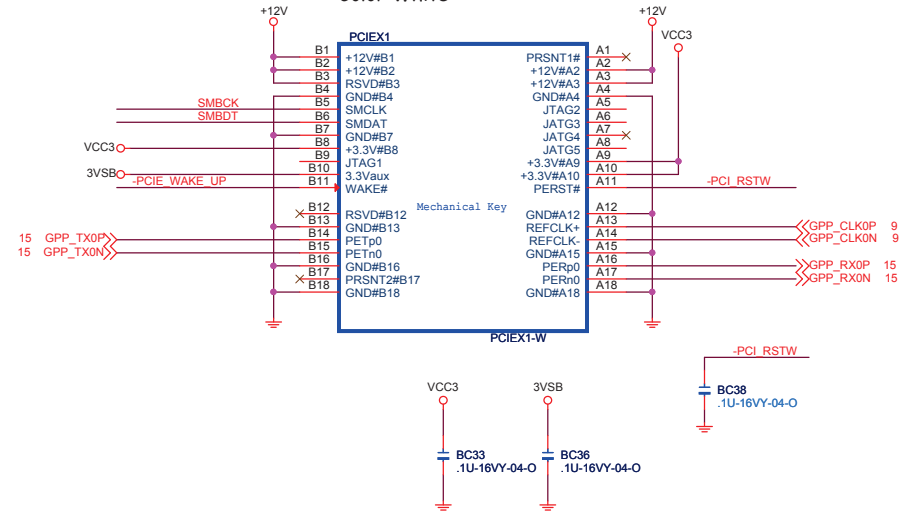 +12V
+12V
VCC3
PCIEX1
B1 +12V#B1 PRSNT1# A1
B2 +12V#B2 +12V#A2 A2
B3 RSVD#B3 +12V#A3 A3
B4 GND#B4 GND#A4 A4
SMBCK B5 SMCLK JTAG2 A5
SMBDT B6 SMDAT JATG3 A6
B7 GND#B7 JATG4 A7
VCC3 B8 +3.3V#B8 JATG5 A8
B9 JTAG1 +3.3V#A9 A9
3VSB B10 3.3Vaux +3.3V#A10 A10
-PCIE_WAKE_UP B11 WAKE# PERST# A11 -PCI_RSTW
Mechanical Key
B12 RSVD#B12 GND#A12 A12
B13 GND#B13 REFCLK+ A13 GPP_CLK0P 9
15 GPP_TX0P B14 PETp0 REFCLK- A14 GPP_CLK0N 9
15 GPP_TX0N B15 PETn0 GND#A15 A15
B16 GND#B16 PERp0 A16 GPP_RX0P 15
B17 PRSNT2#B17 PERn0 A17 GPP_RX0N 15
B18 GND#B18 GND#A18 A18
PCIEX1-W
-PCI_RSTW
VCC3
3VSB
BC38
.1U-16VY-04-O
BC33
.1U-16VY-04-O
BC36
.1U-16VY-04-O